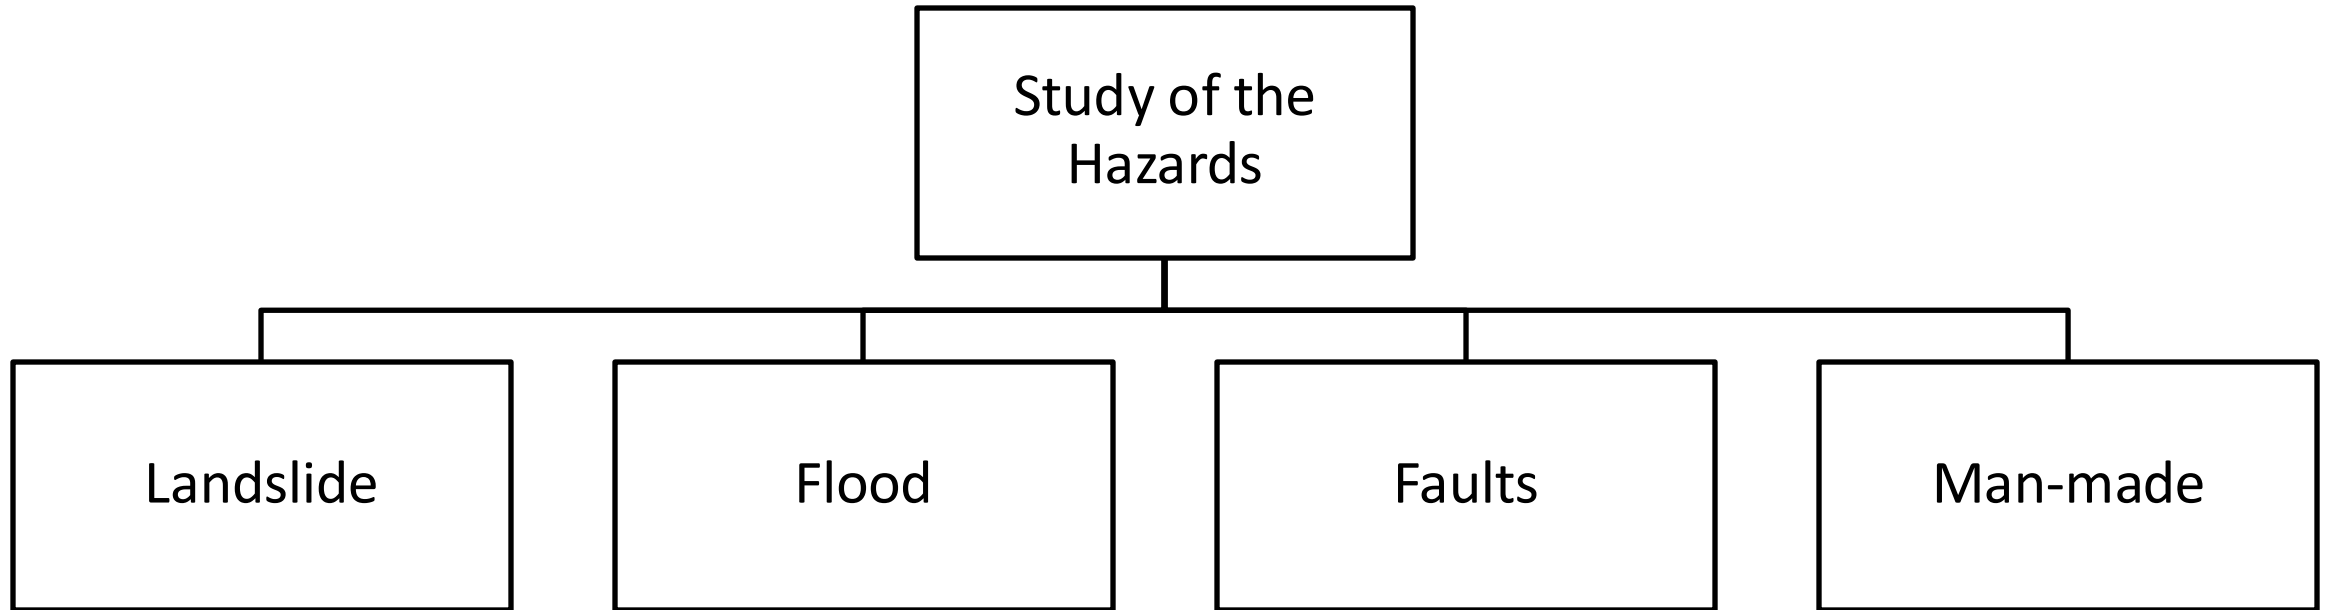 Study of the
Hazards
Landslide
Flood
Faults
Man-made